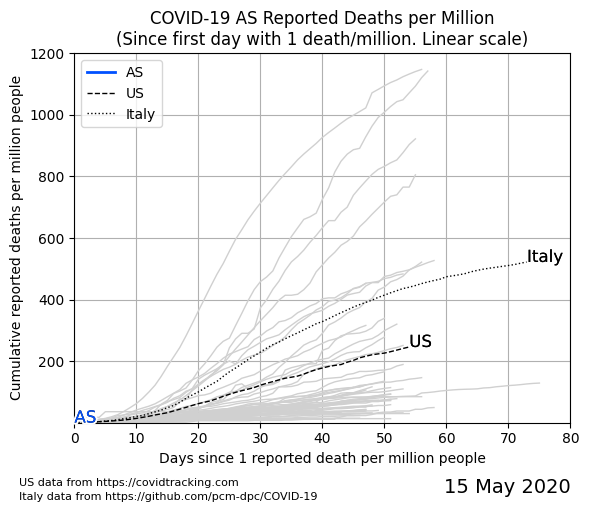 COVID-19 AS Reported Deaths per Million
(Since first day with 1 death/million. Linear scale)
Cumulative reported deaths per million people
1200
1000
800
600
400
200
AS
US
Italy
Italy
US
AS
0 10 20 30 40 50 60 70 80
Days since 1 reported death per million people
US data from https://covidtracking.com
Italy data from https://github.com/pcm-dpc/COVID-19
15 May 2020